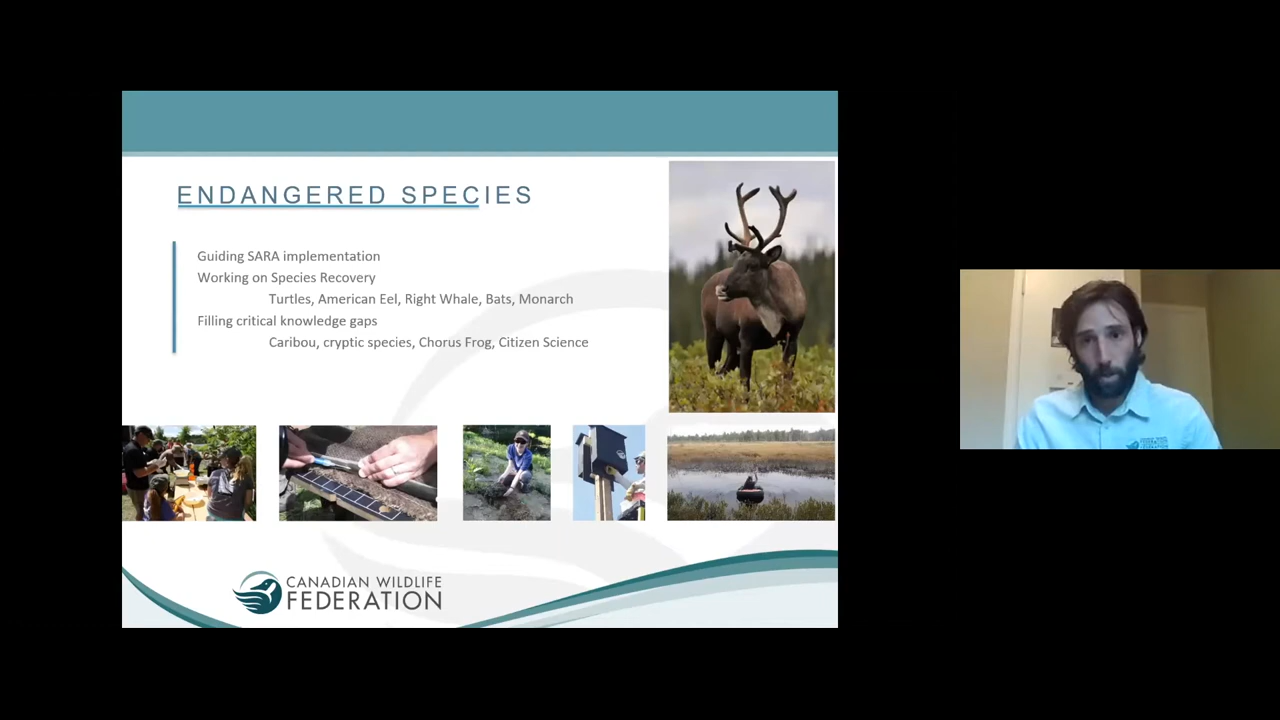 ENDANGERED SPECIES
Guiding SARA implementation
Working on Species Recovery
Turtles, American Eel, Right Whale, Bats, Monarch
Filling critical knowledge gaps
Caribou, cryptic species, Chorus Frog, Citizen Science
CANADIAN WILDLIFE
FEDERATION
FEDERATION